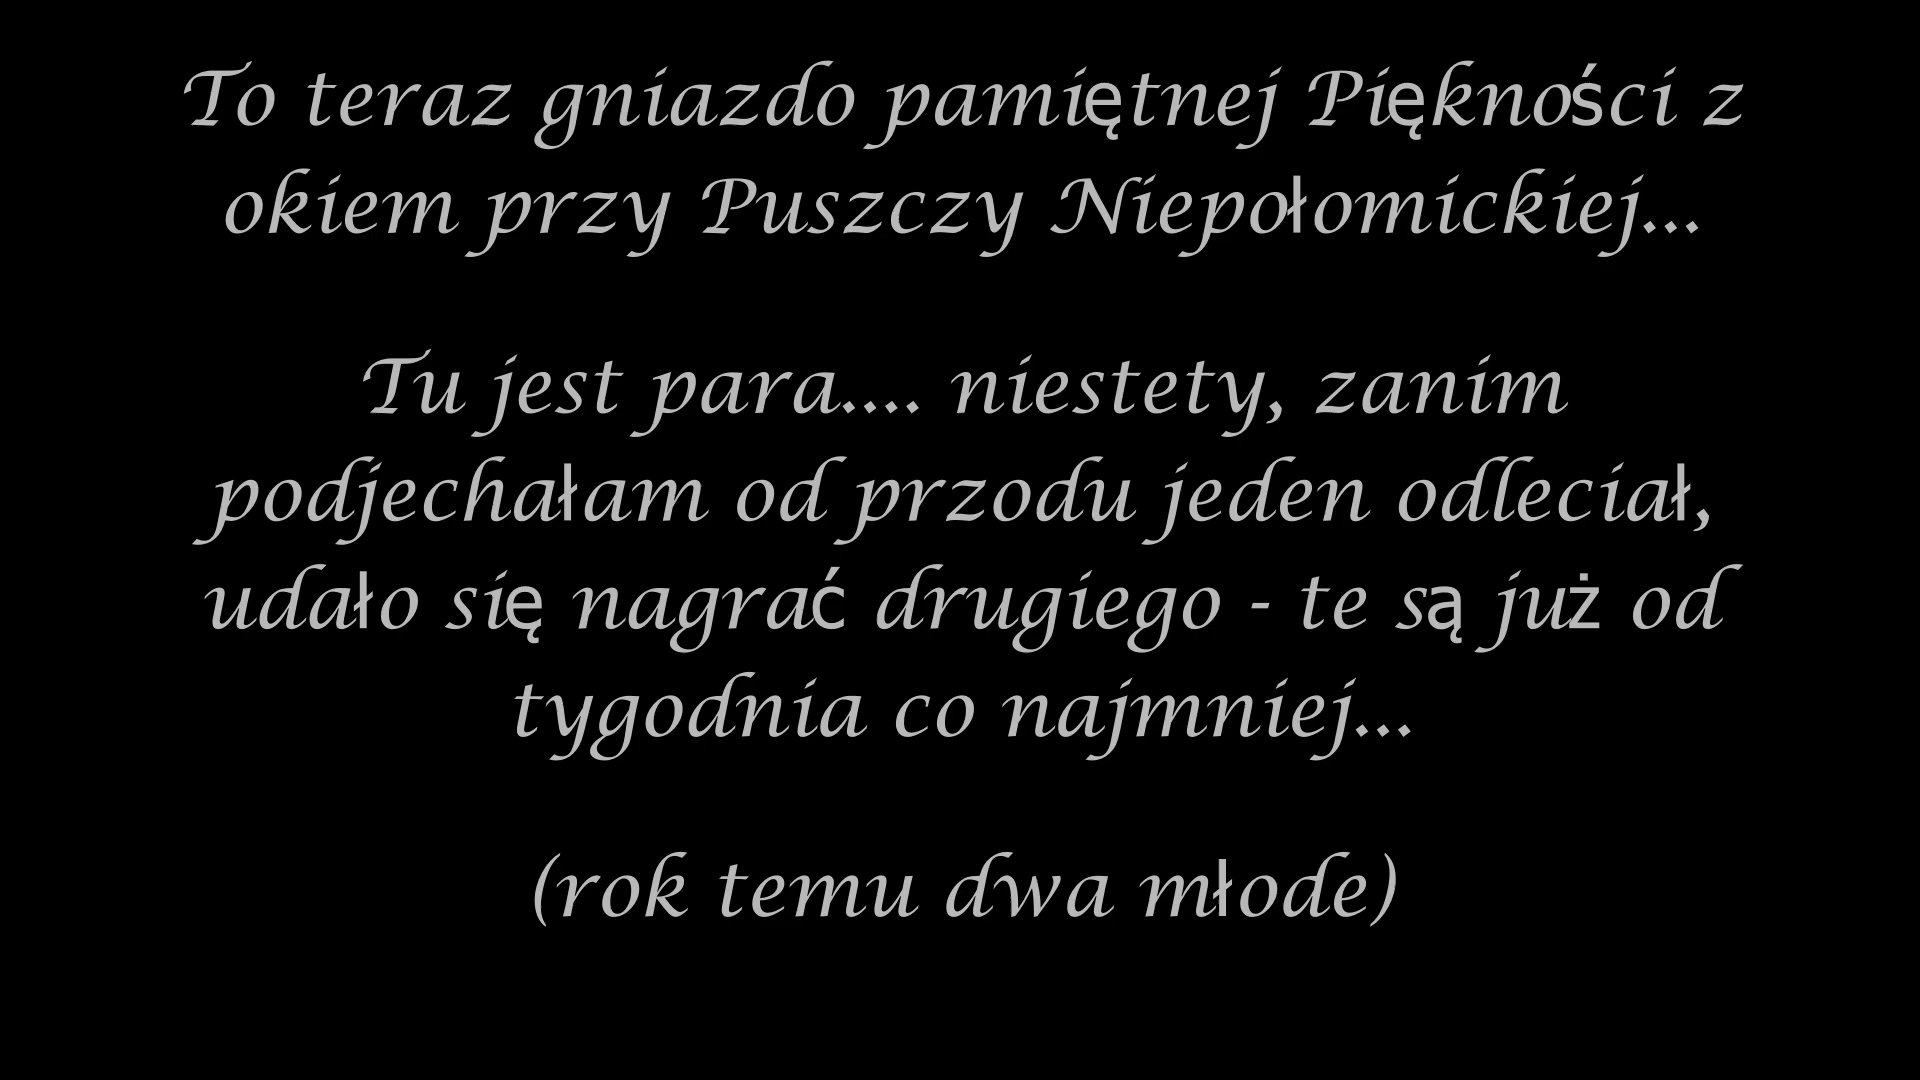 To teraz gniazdo pamiętnej Piękności z
okiem przy Puszczy Niepołomickiej...
Tu jest para.... niestety, zanim
podjechałam od przodu jeden odleciał,
udało się nagrać drugiego - te są już od
tygodnia co najmniej...
(rok temu dwa młode)